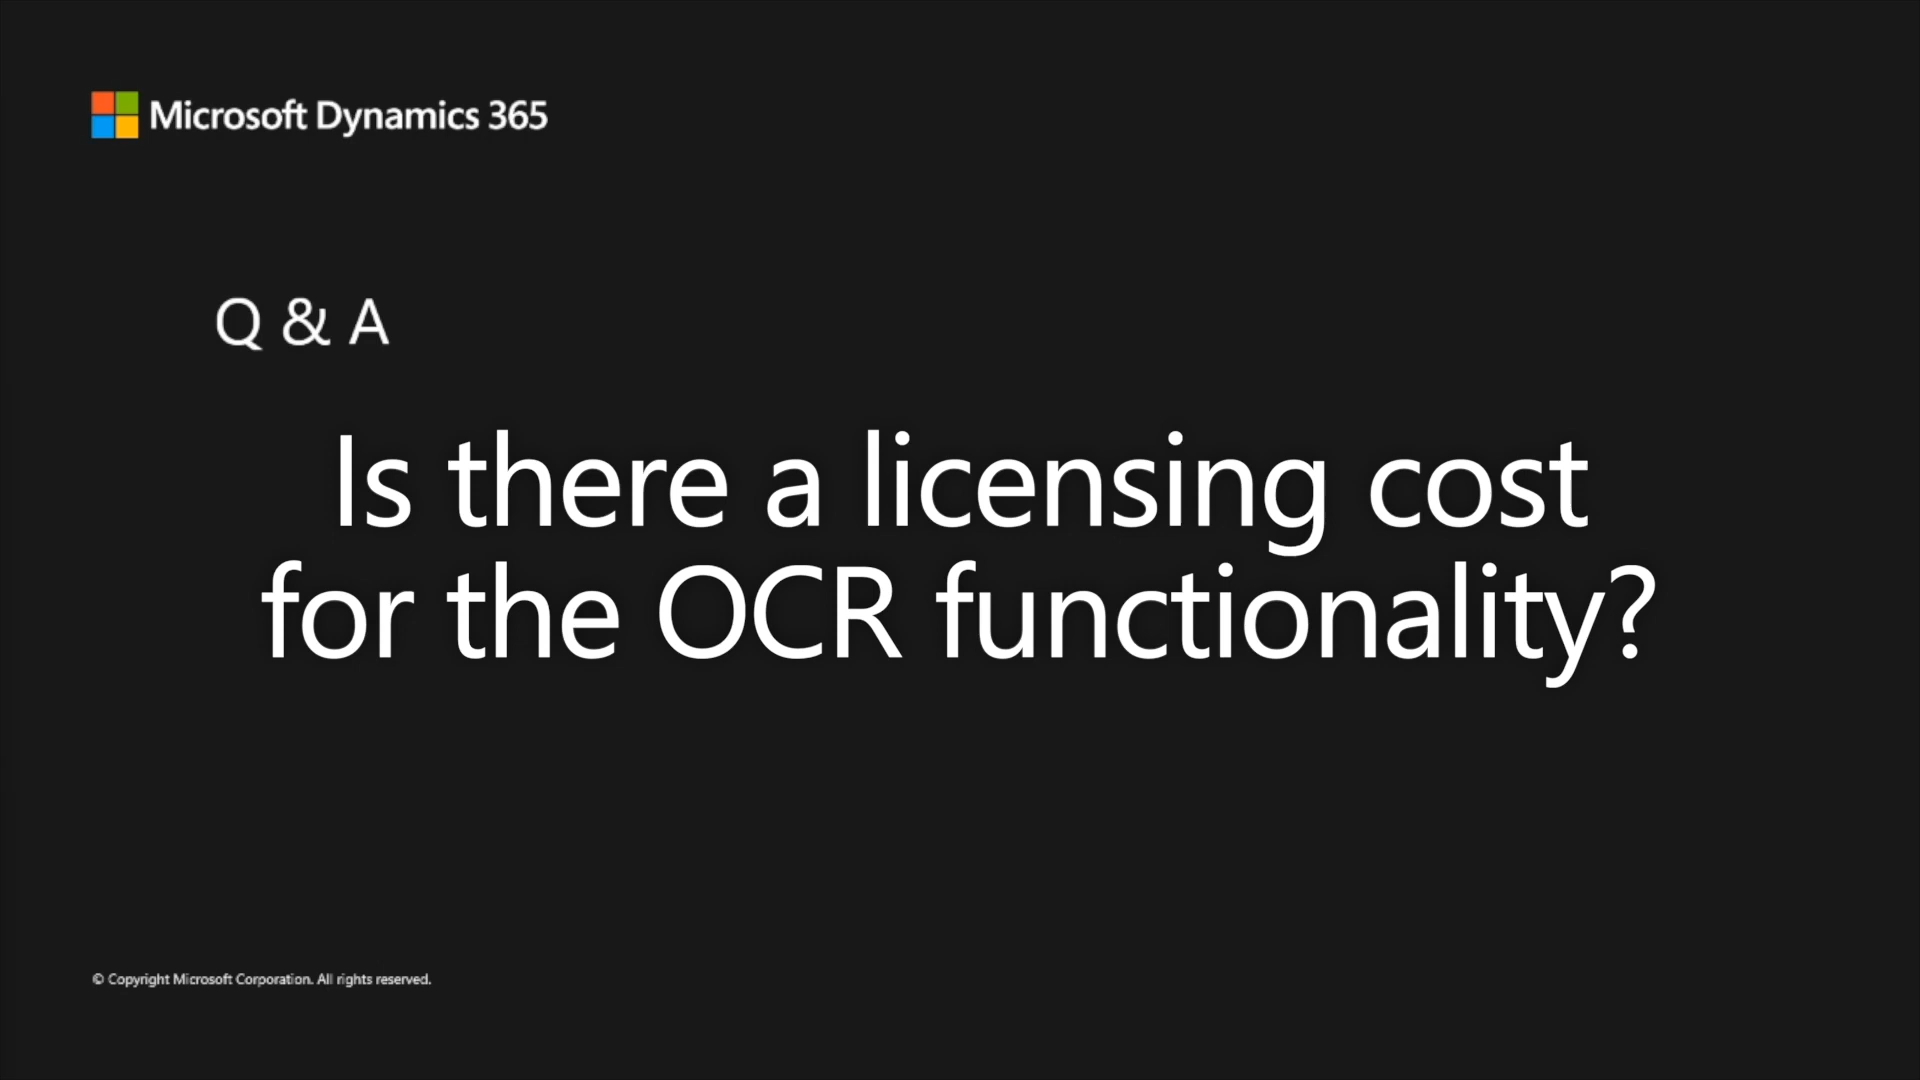 Microsoft Dynamics 365
Q & A
Is there a licensing cost
for the OCR functionality?
© Copyright Microsoft Corporation. All rights reserved.